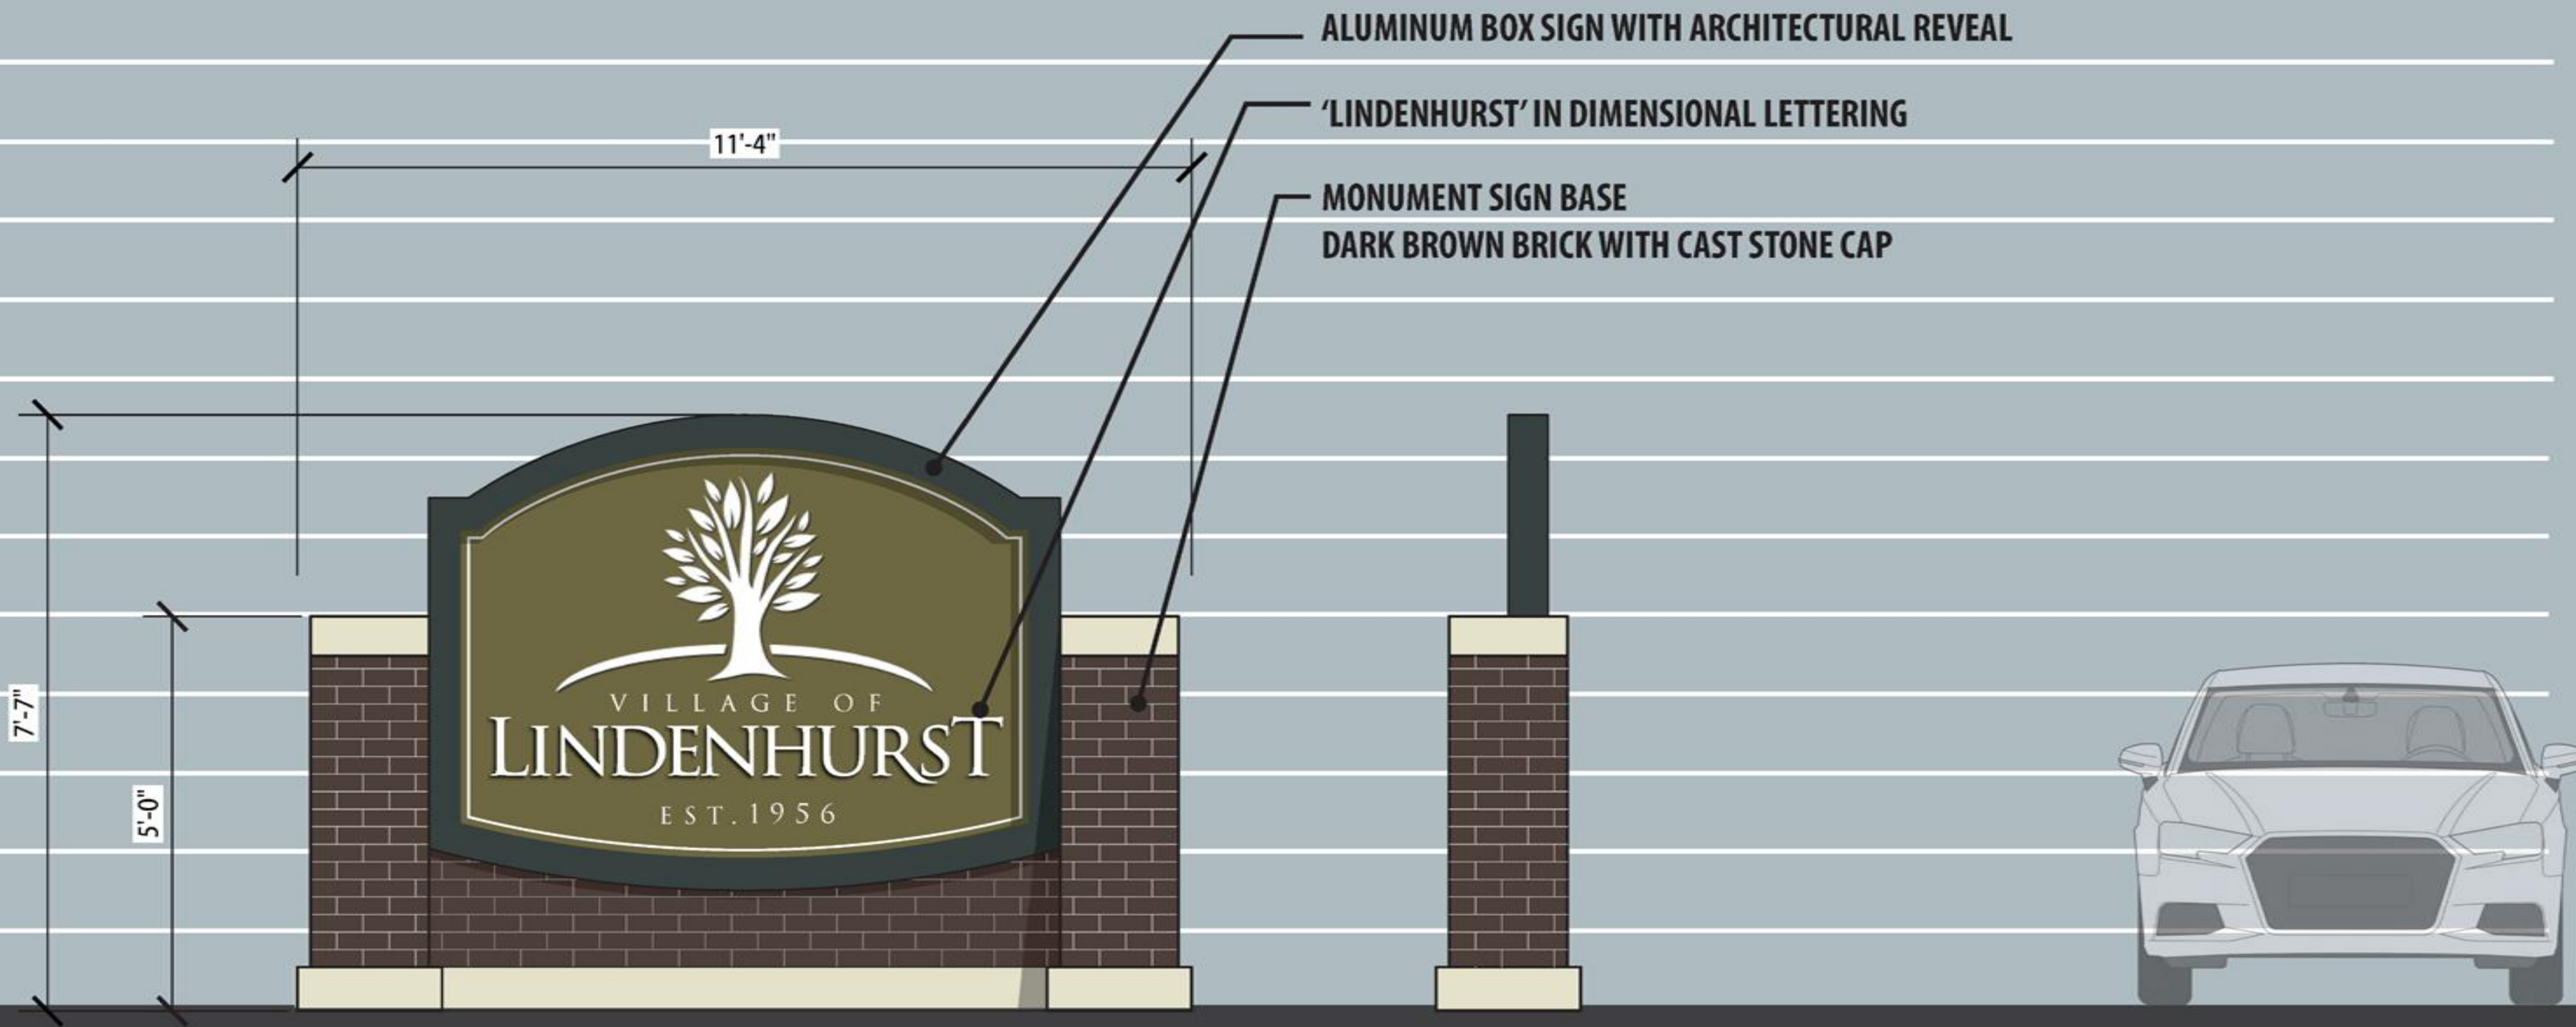 ALUMINUM BOX SIGN WITH ARCHITECTURAL REVEAL
'LINDENHURST' IN DIMENSIONAL LETTERING
MONUMENT SIGN BASE
DARK BROWN BRICK WITH CAST STONE CAP
11'-4"
7'-7"
5'-0"
VILLAGE OF
LINDENHURST
EST. 1956